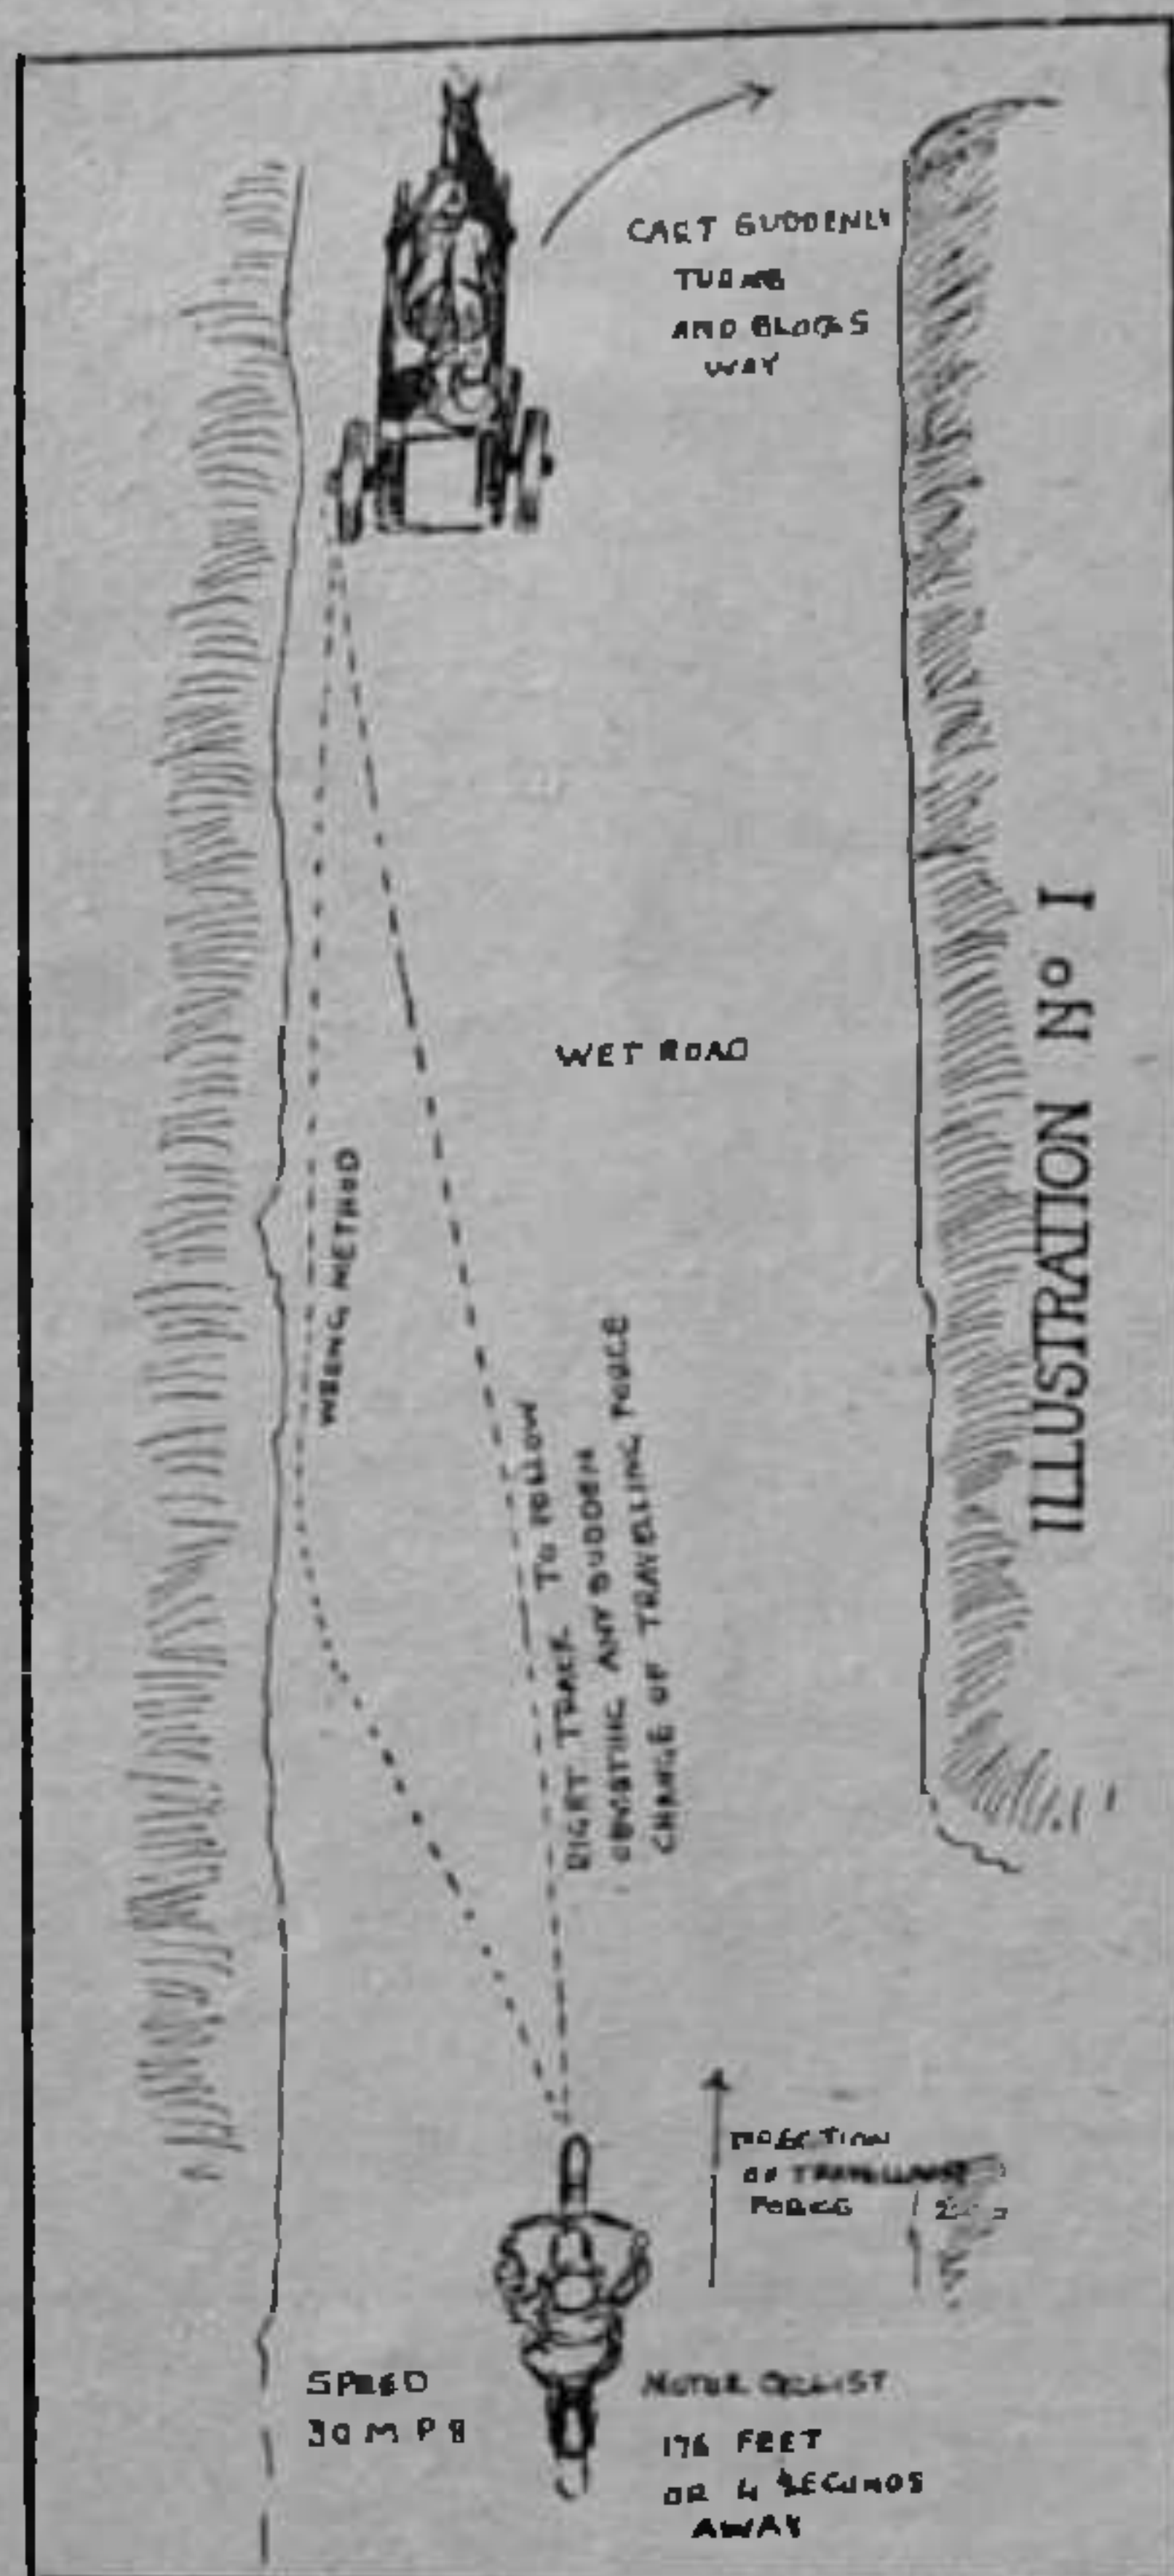 CART SUDDENLY
TURNS
AND BLOCKS
WAY
WET ROAD
WRONG METHOD
RIGHT TRACK TO FOLLOW
ANY SUDDEN
CHANGE OF TRAVELLING FORCE
ILLUSTRATION No I
DIRECTION
OF TRAVELLING
FORCE
SPEED
30 M P H
MOTOR CYCLIST
176 FEET
OR 4 SECONDS
AWAY